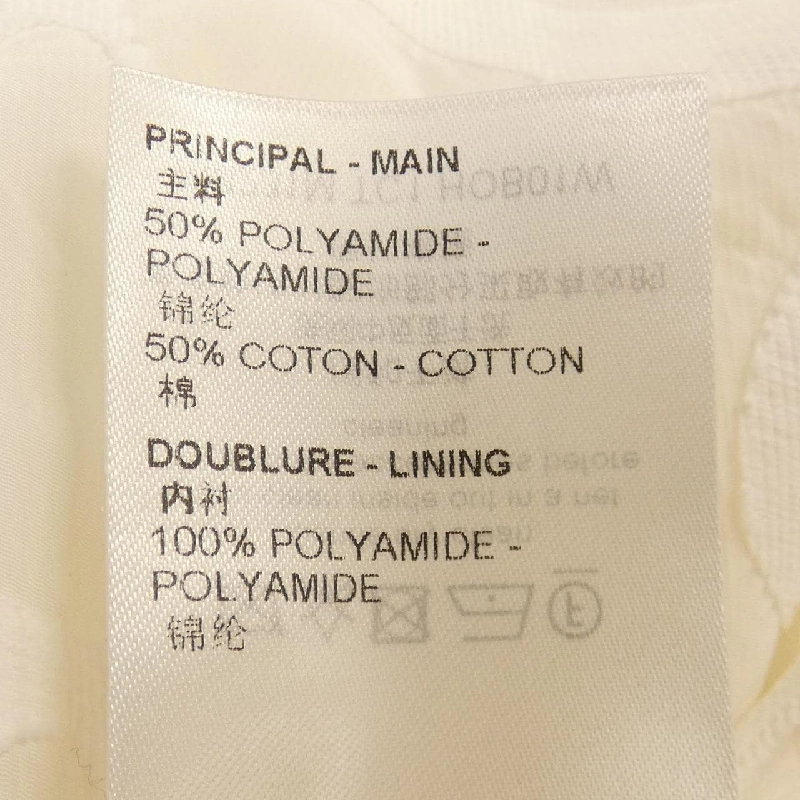 PRINCIPAL - MAIN
主料
50% POLYAMIDE -
POLYAMIDE
锦纶
50% COTON - COTTON
棉
DOUBLURE - LINING
内衬
100% POLYAMIDE -
POLYAMIDE
锦纶